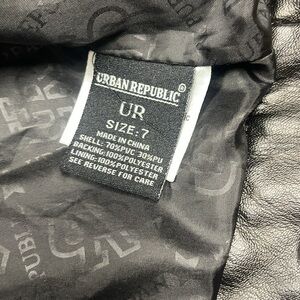 URBAN REPUBLIC®
UR
SIZE: 7
MADE IN CHINA
SHELL: 70%PVC 30%PU
BACKING:100%POLYESTER
LINING:100%POLYESTER
SEE REVERSE FOR CARE